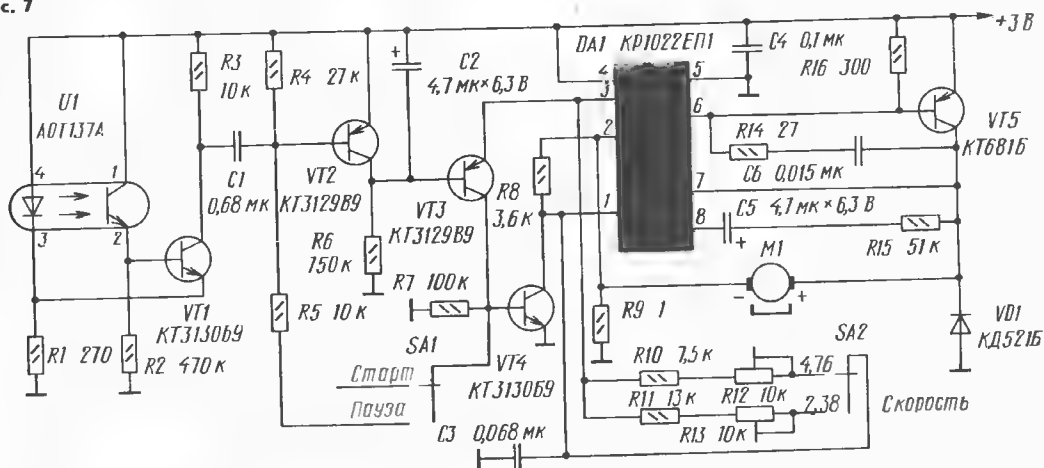 с. 7
+3 В
DA1 КР1022ЕП1
C4 0,1 мк
R16 300
R3
10 к
R4 27 к
C2
4,7 мк × 6,3 В
U1
АОТ137А
4
3
2
1
5
6
7
8
R14 27
C6 0,015 мк
VT5
КТ681Б
4
1
3
2
C1
0,68 мк
VT2
КТ3129В9
VT3
КТ3129В9
R8
3,6 к
C5 4,7 мк × 6,3 В
+
R15 51 к
R6
150 к
R7 100 к
M1
- +
VT1
КТ3130Б9
R5 10 к
R9 1
VD1
КД521Б
R1 270
R2 470 к
SA1
VT4
КТ3130Б9
SA2
R10 7,5 к
4,76
R11 13 к
R12 10 к
2,38
R13 10 к
Скорость
Старт
Пауза
C3 0,068 мк